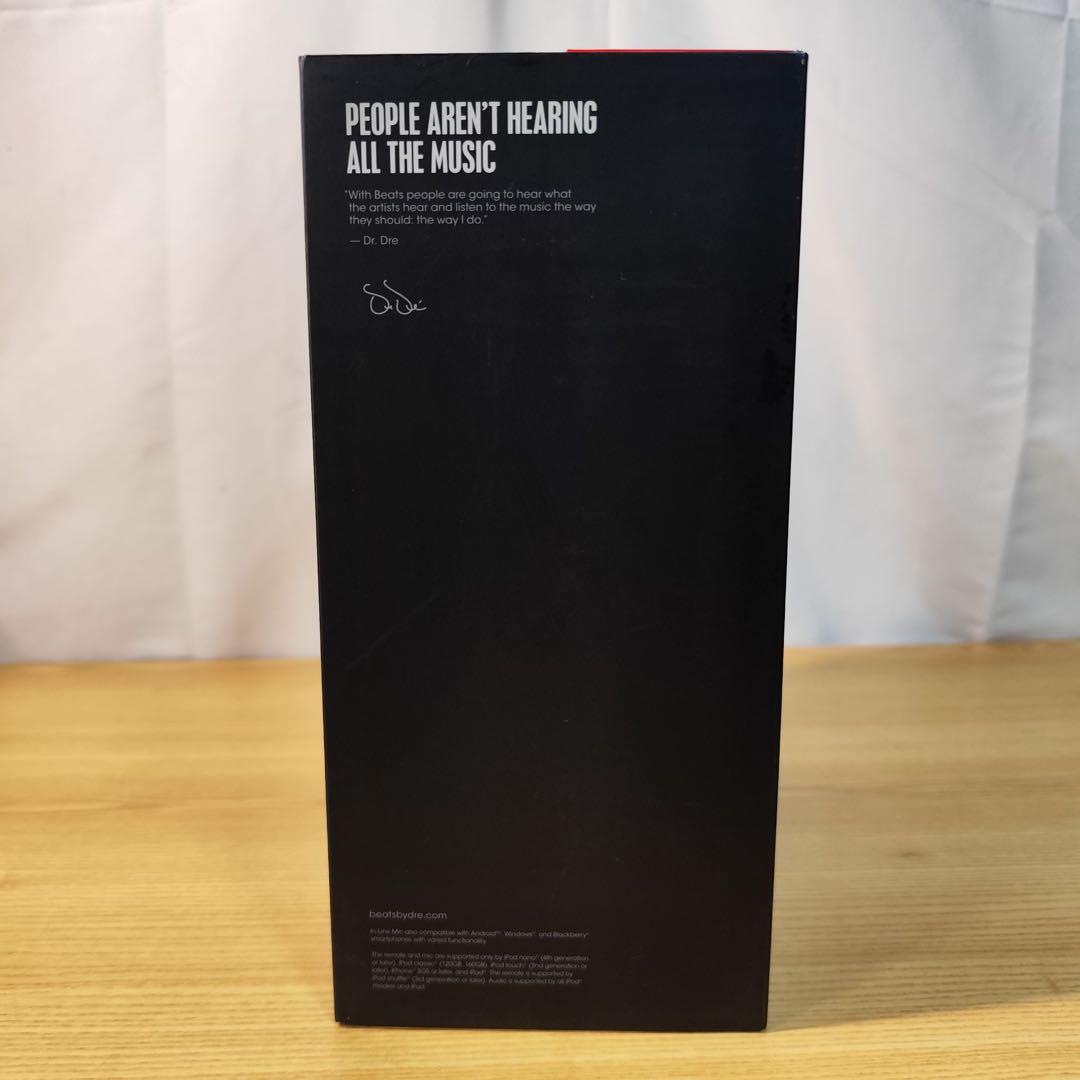 PEOPLE AREN'T HEARING
ALL THE MUSIC
"With Beats people are going to hear what
the artists hear and listen to the music the way
they should: the way I do."
— Dr. Dre
beatsbydre.com
In-Line Mic also compatible with Android™, Windows® and Blackberry®
smartphones with varied functionality.
The remote and mic are supported only by iPod nano® (4th generation
or later), iPod classic® (120GB, 160GB), iPod touch® (2nd generation or
later), iPhone® 3GS or later, and iPad®. The remote is supported by
iPod shuffle® (3rd generation or later). Audio is supported by all iPod®
models and iPad.